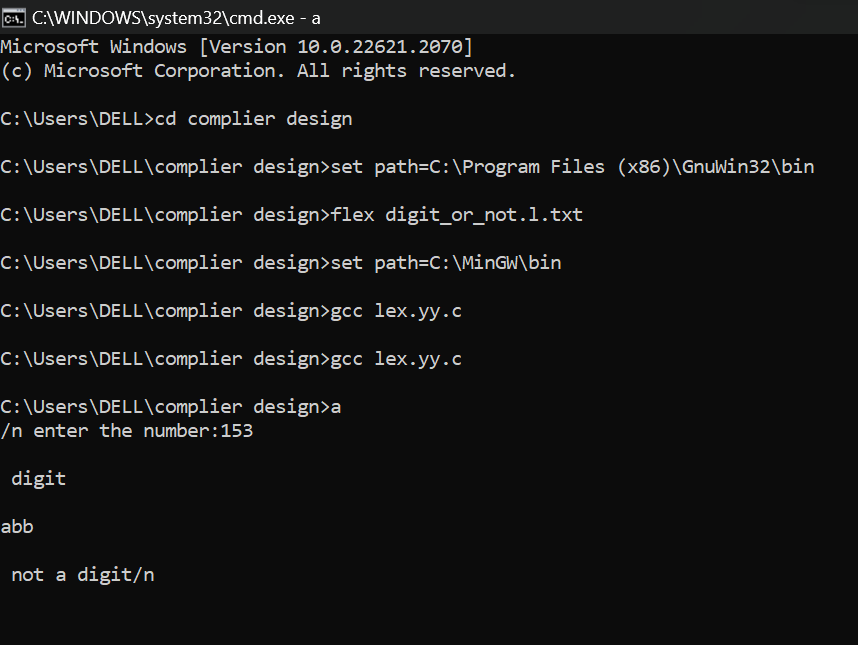 C:\WINDOWS\system32\cmd.exe - a
Microsoft Windows [Version 10.0.22621.2070]
(c) Microsoft Corporation. All rights reserved.
C:\Users\DELL>cd complier design
C:\Users\DELL\complier design>set path=C:\Program Files (x86)\GnuWin32\bin
C:\Users\DELL\complier design>flex digit_or_not.l.txt
C:\Users\DELL\complier design>set path=C:\MinGW\bin
C:\Users\DELL\complier design>gcc lex.yy.c
C:\Users\DELL\complier design>gcc lex.yy.c
C:\Users\DELL\complier design>a
/n enter the number:153
digit
abb
not a digit/n